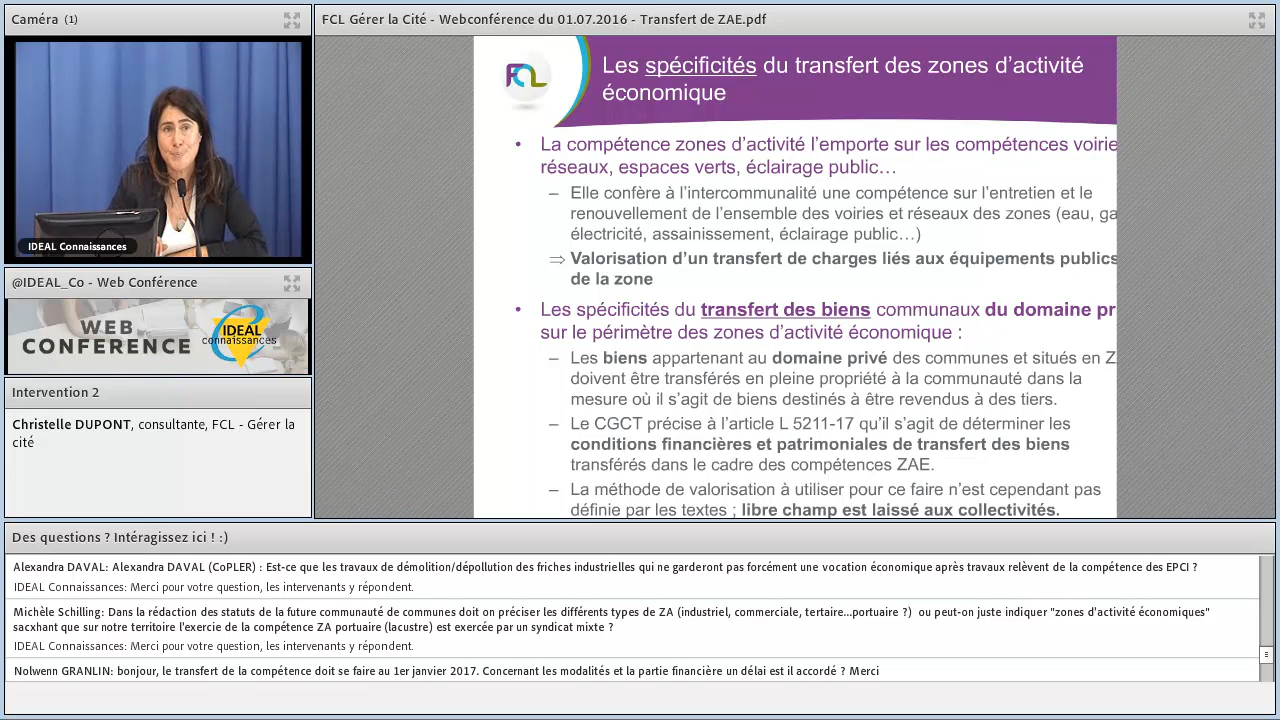 Caméra (1)
IDEAL Connaissances
@IDEAL_Co - Web Conférence
WEB
CONFERENCE
IDEAL
connaissances
Intervention 2
Christelle DUPONT, consultante, FCL - Gérer la
cité
FCL Gérer la Cité - Webconférence du 01.07.2016 - Transfert de ZAE.pdf
FCL
Les spécificités du transfert des zones d’activité
économique
• La compétence zones d’activité l’emporte sur les compétences voirie
réseaux, espaces verts, éclairage public…
– Elle confère à l’intercommunalité une compétence sur l’entretien et le
renouvellement de l’ensemble des voiries et réseaux des zones (eau, ga
électricité, assainissement, éclairage public…)
⇒ Valorisation d’un transfert de charges liés aux équipements publics
de la zone
• Les spécificités du transfert des biens communaux du domaine pr
sur le périmètre des zones d’activité économique :
– Les biens appartenant au domaine privé des communes et situés en Z
doivent être transférés en pleine propriété à la communauté dans la
mesure où il s’agit de biens destinés à être revendus à des tiers.
– Le CGCT précise à l’article L 5211-17 qu’il s’agit de déterminer les
conditions financières et patrimoniales de transfert des biens
transférés dans le cadre des compétences ZAE.
– La méthode de valorisation à utiliser pour ce faire n’est cependant pas
définie par les textes ; libre champ est laissé aux collectivités.
Des questions ? Intéragissez ici ! :)
Alexandra DAVAL: Alexandra DAVAL (CoPLER) : Est-ce que les travaux de démolition/dépollution des friches industrielles qui ne garderont pas forcément une vocation économique après travaux relèvent de la compétence des EPCI ?
IDEAL Connaissances: Merci pour votre question, les intervenants y répondent.
Michèle Schilling: Dans la rédaction des statuts de la future communauté de communes doit on préciser les différents types de ZA (industriel, commerciale, tertaire...portuaire ?) ou peut-on juste indiquer "zones d'activité économiques"
sacxhant que sur notre territoire l'exercie de la compétence ZA portuaire (lacustre) est exercée par un syndicat mixte ?
IDEAL Connaissances: Merci pour votre question, les intervenants y répondent.
Nolwenn GRANLIN: bonjour, le transfert de la compétence doit se faire au 1er janvier 2017. Concernant les modalités et la partie financière un délai est il accordé ? Merci